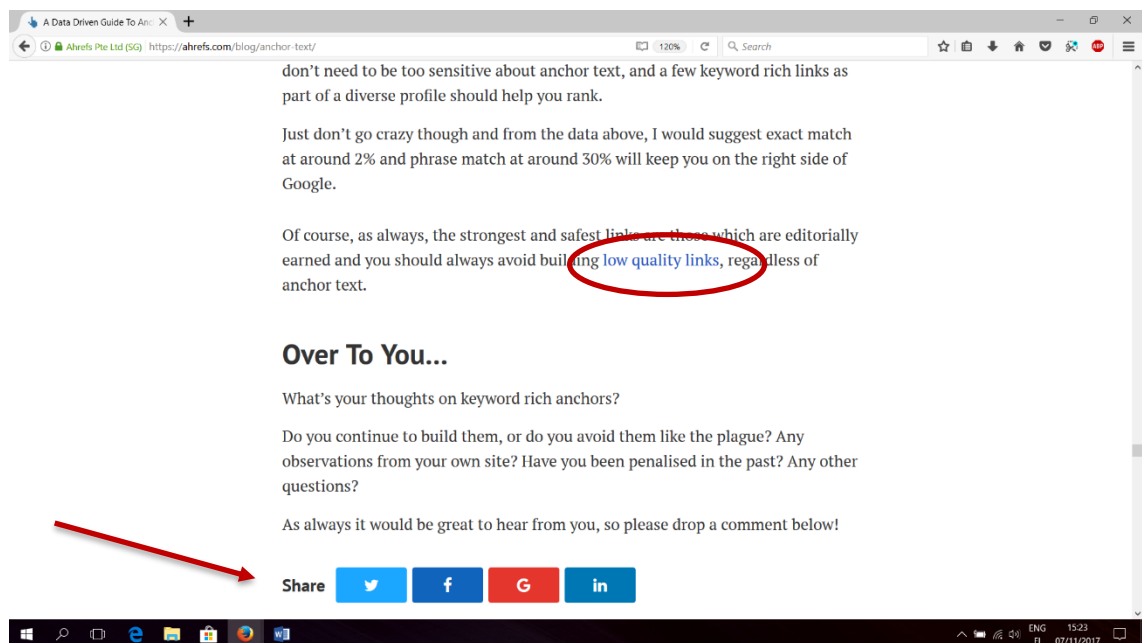 A Data Driven Guide To Anc
Ahrefs Pte Ltd (SG) https://ahrefs.com/blog/anchor-text/ 120% Search
ABP
don’t need to be too sensitive about anchor text, and a few keyword rich links as
part of a diverse profile should help you rank.
Just don’t go crazy though and from the data above, I would suggest exact match
at around 2% and phrase match at around 30% will keep you on the right side of
Google.
Of course, as always, the strongest and safest links are those which are editorially
earned and you should always avoid building low quality links, regardless of
anchor text.
Over To You...
What’s your thoughts on keyword rich anchors?
Do you continue to build them, or do you avoid them like the plague? Any
observations from your own site? Have you been penalised in the past? Any other
questions?
As always it would be great to hear from you, so please drop a comment below!
Share f G in
ENG 15:23
FI 07/11/2017